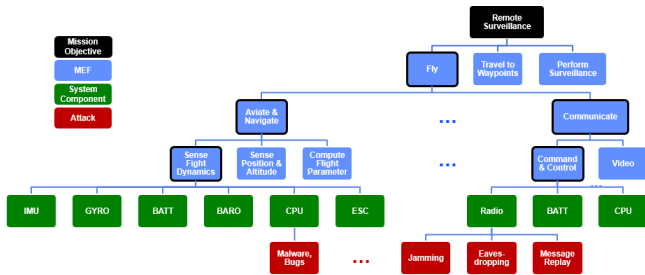 Remote
Surveillance
Mission
Objective
MEF
System
Component
Attack
Fly
Travel to
Waypoints
Perform
Surveillance
Aviate &
Navigate
...
Communicate
Sense
Fight
Dynamics
Sense
Position &
Altitude
Compute
Flight
Parameter
...
Command
& Control
Video
...
IMU
GYRO
BATT
BARO
CPU
ESC
Radio
BATT
CPU
Malware,
Bugs
...
Jamming
Eaves-
dropping
Message
Replay